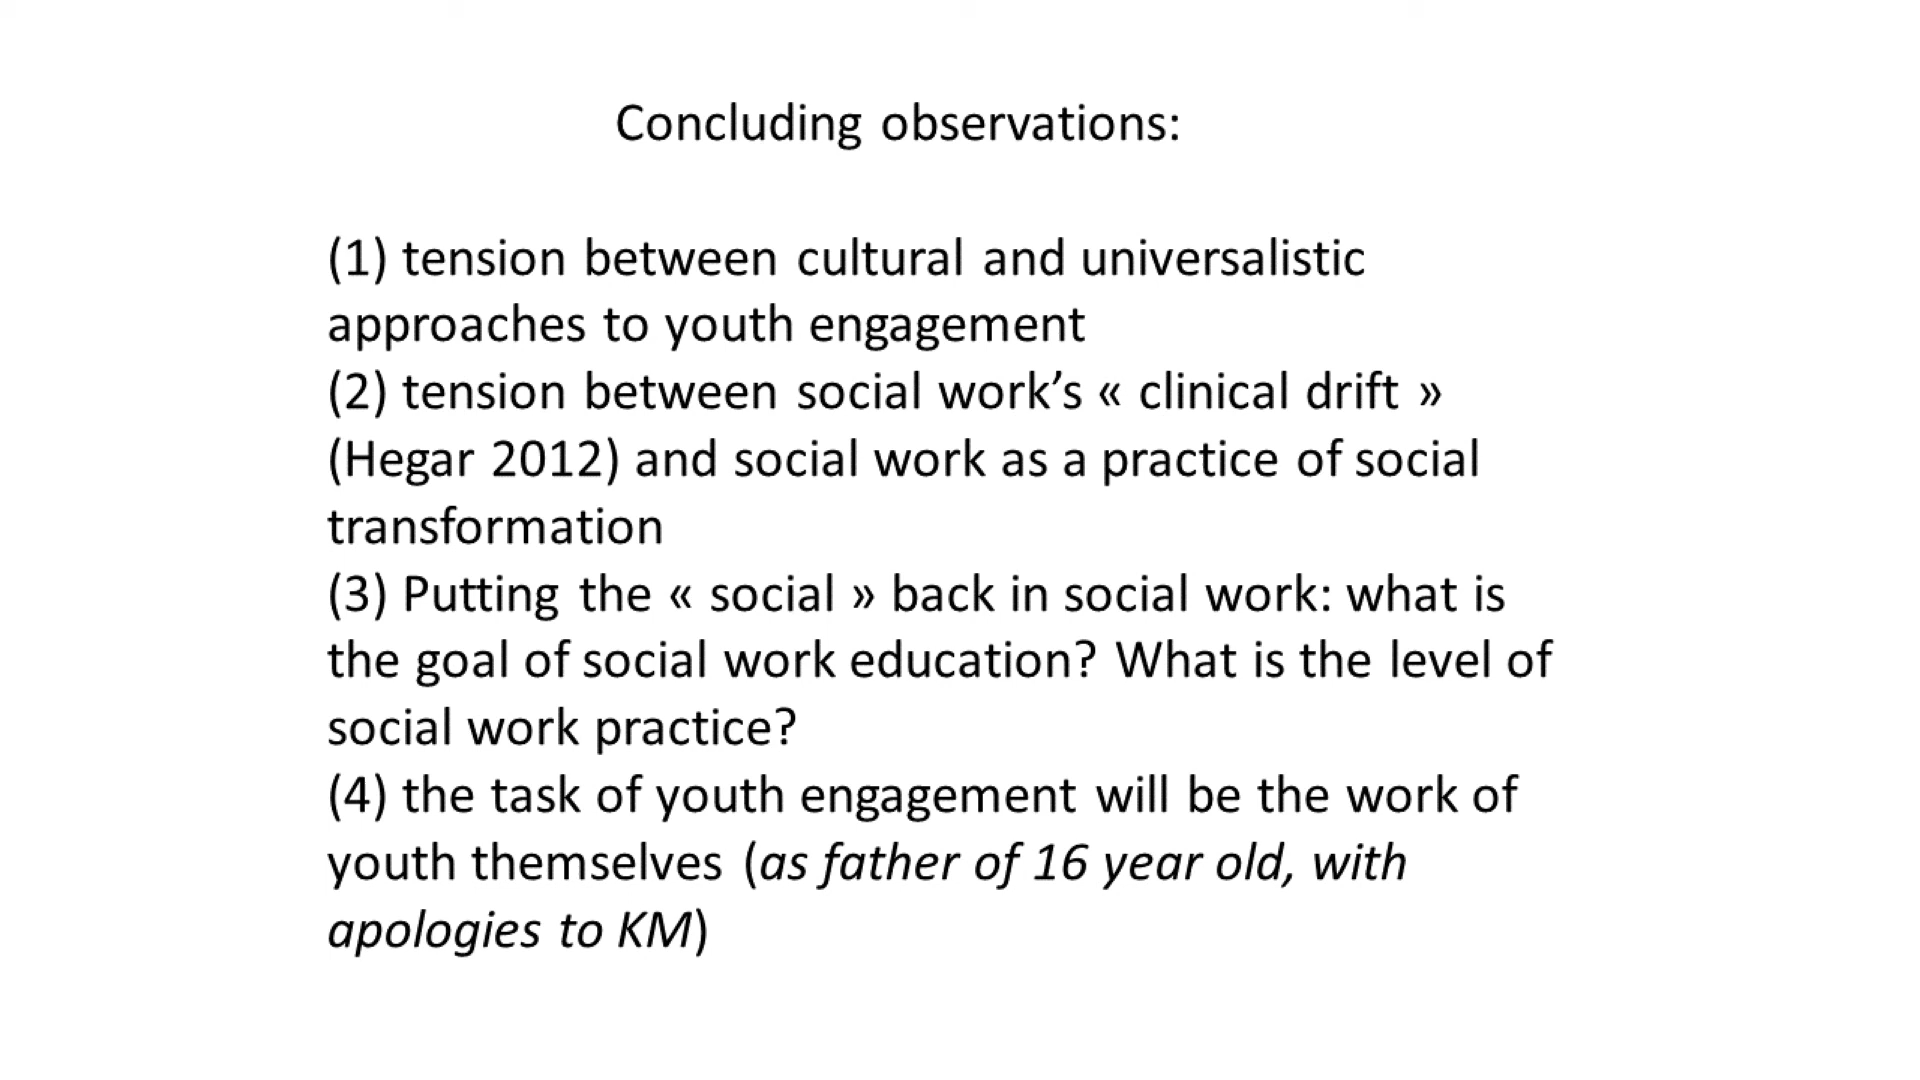 Concluding observations:
(1) tension between cultural and universalistic
approaches to youth engagement
(2) tension between social work’s « clinical drift »
(Hegar 2012) and social work as a practice of social
transformation
(3) Putting the « social » back in social work: what is
the goal of social work education? What is the level of
social work practice?
(4) the task of youth engagement will be the work of
youth themselves (as father of 16 year old, with
apologies to KM)